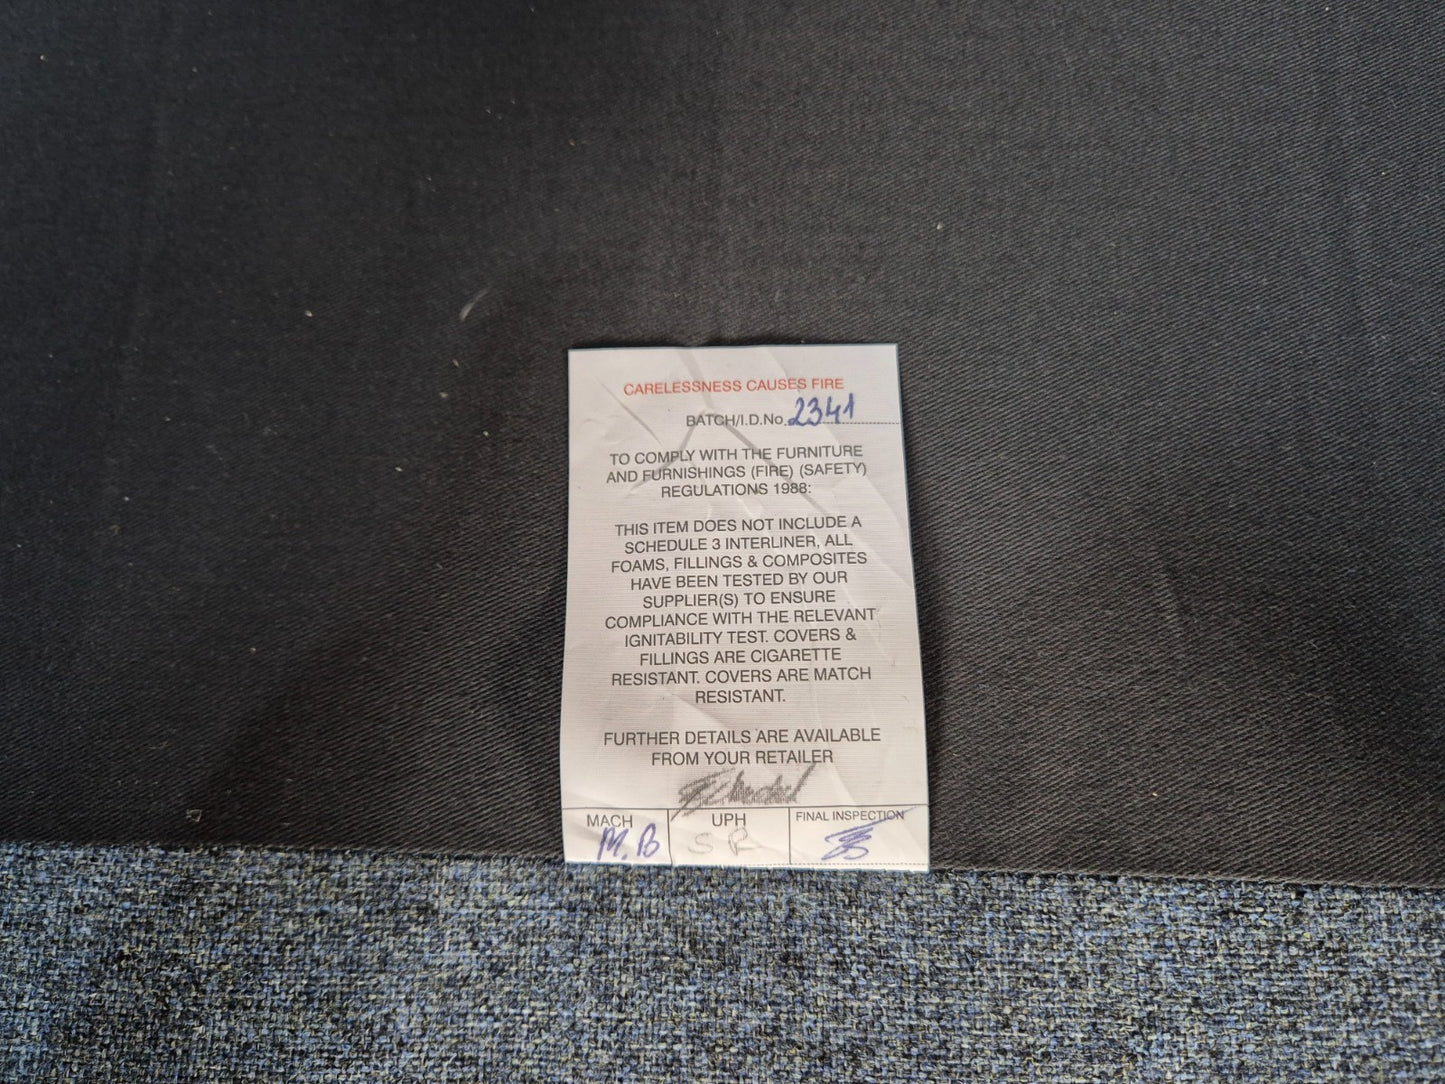 CARELESSNESS CAUSES FIRE
BATCH/I.D.No. 2341
TO COMPLY WITH THE FURNITURE
AND FURNISHINGS (FIRE) (SAFETY)
REGULATIONS 1988:
THIS ITEM DOES NOT INCLUDE A
SCHEDULE 3 INTERLINER, ALL
FOAMS, FILLINGS & COMPOSITES
HAVE BEEN TESTED BY OUR
SUPPLIER(S) TO ENSURE
COMPLIANCE WITH THE RELEVANT
IGNITABILITY TEST. COVERS &
FILLINGS ARE CIGARETTE
RESISTANT. COVERS ARE MATCH
RESISTANT.
FURTHER DETAILS ARE AVAILABLE
FROM YOUR RETAILER
MACH UPH FINAL INSPECTION
M.B S R